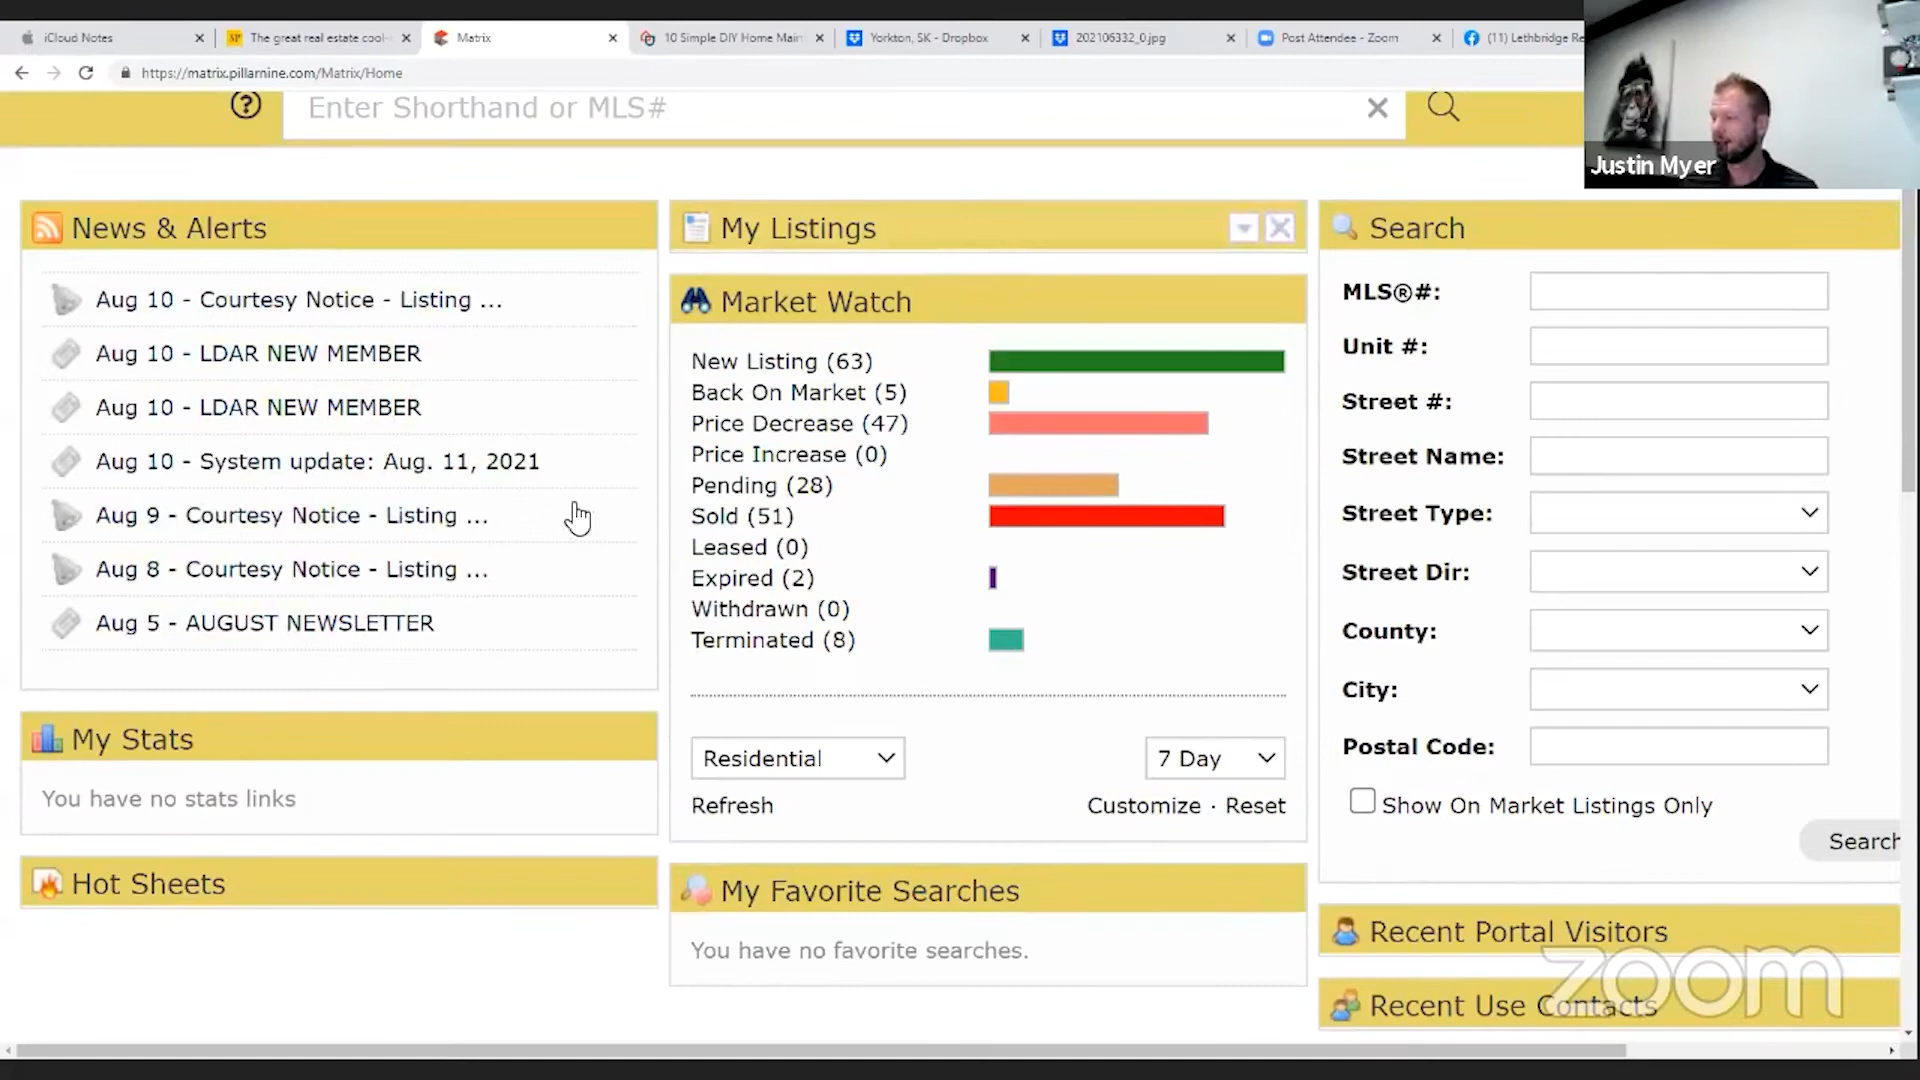 iCloud Notes
The great real estate cool-
Matrix
10 Simple DIY Home Main
Yorkton, SK - Dropbox
202106332_0.jpg
Post Attendee - Zoom
(11) Lethbridge Re
https://matrix.pillarnine.com/Matrix/Home
Enter Shorthand or MLS#
Justin Myer
News & Alerts
Aug 10 - Courtesy Notice - Listing ...
Aug 10 - LDAR NEW MEMBER
Aug 10 - LDAR NEW MEMBER
Aug 10 - System update: Aug. 11, 2021
Aug 9 - Courtesy Notice - Listing ...
Aug 8 - Courtesy Notice - Listing ...
Aug 5 - AUGUST NEWSLETTER
My Stats
You have no stats links
Hot Sheets
My Listings
Market Watch
New Listing (63)
Back On Market (5)
Price Decrease (47)
Price Increase (0)
Pending (28)
Sold (51)
Leased (0)
Expired (2)
Withdrawn (0)
Terminated (8)
Residential
7 Day
Refresh
Customize · Reset
My Favorite Searches
You have no favorite searches.
Search
MLS®#:
Unit #:
Street #:
Street Name:
Street Type:
Street Dir:
County:
City:
Postal Code:
Show On Market Listings Only
Search
Recent Portal Visitors
Recent Use Contacts
zoom